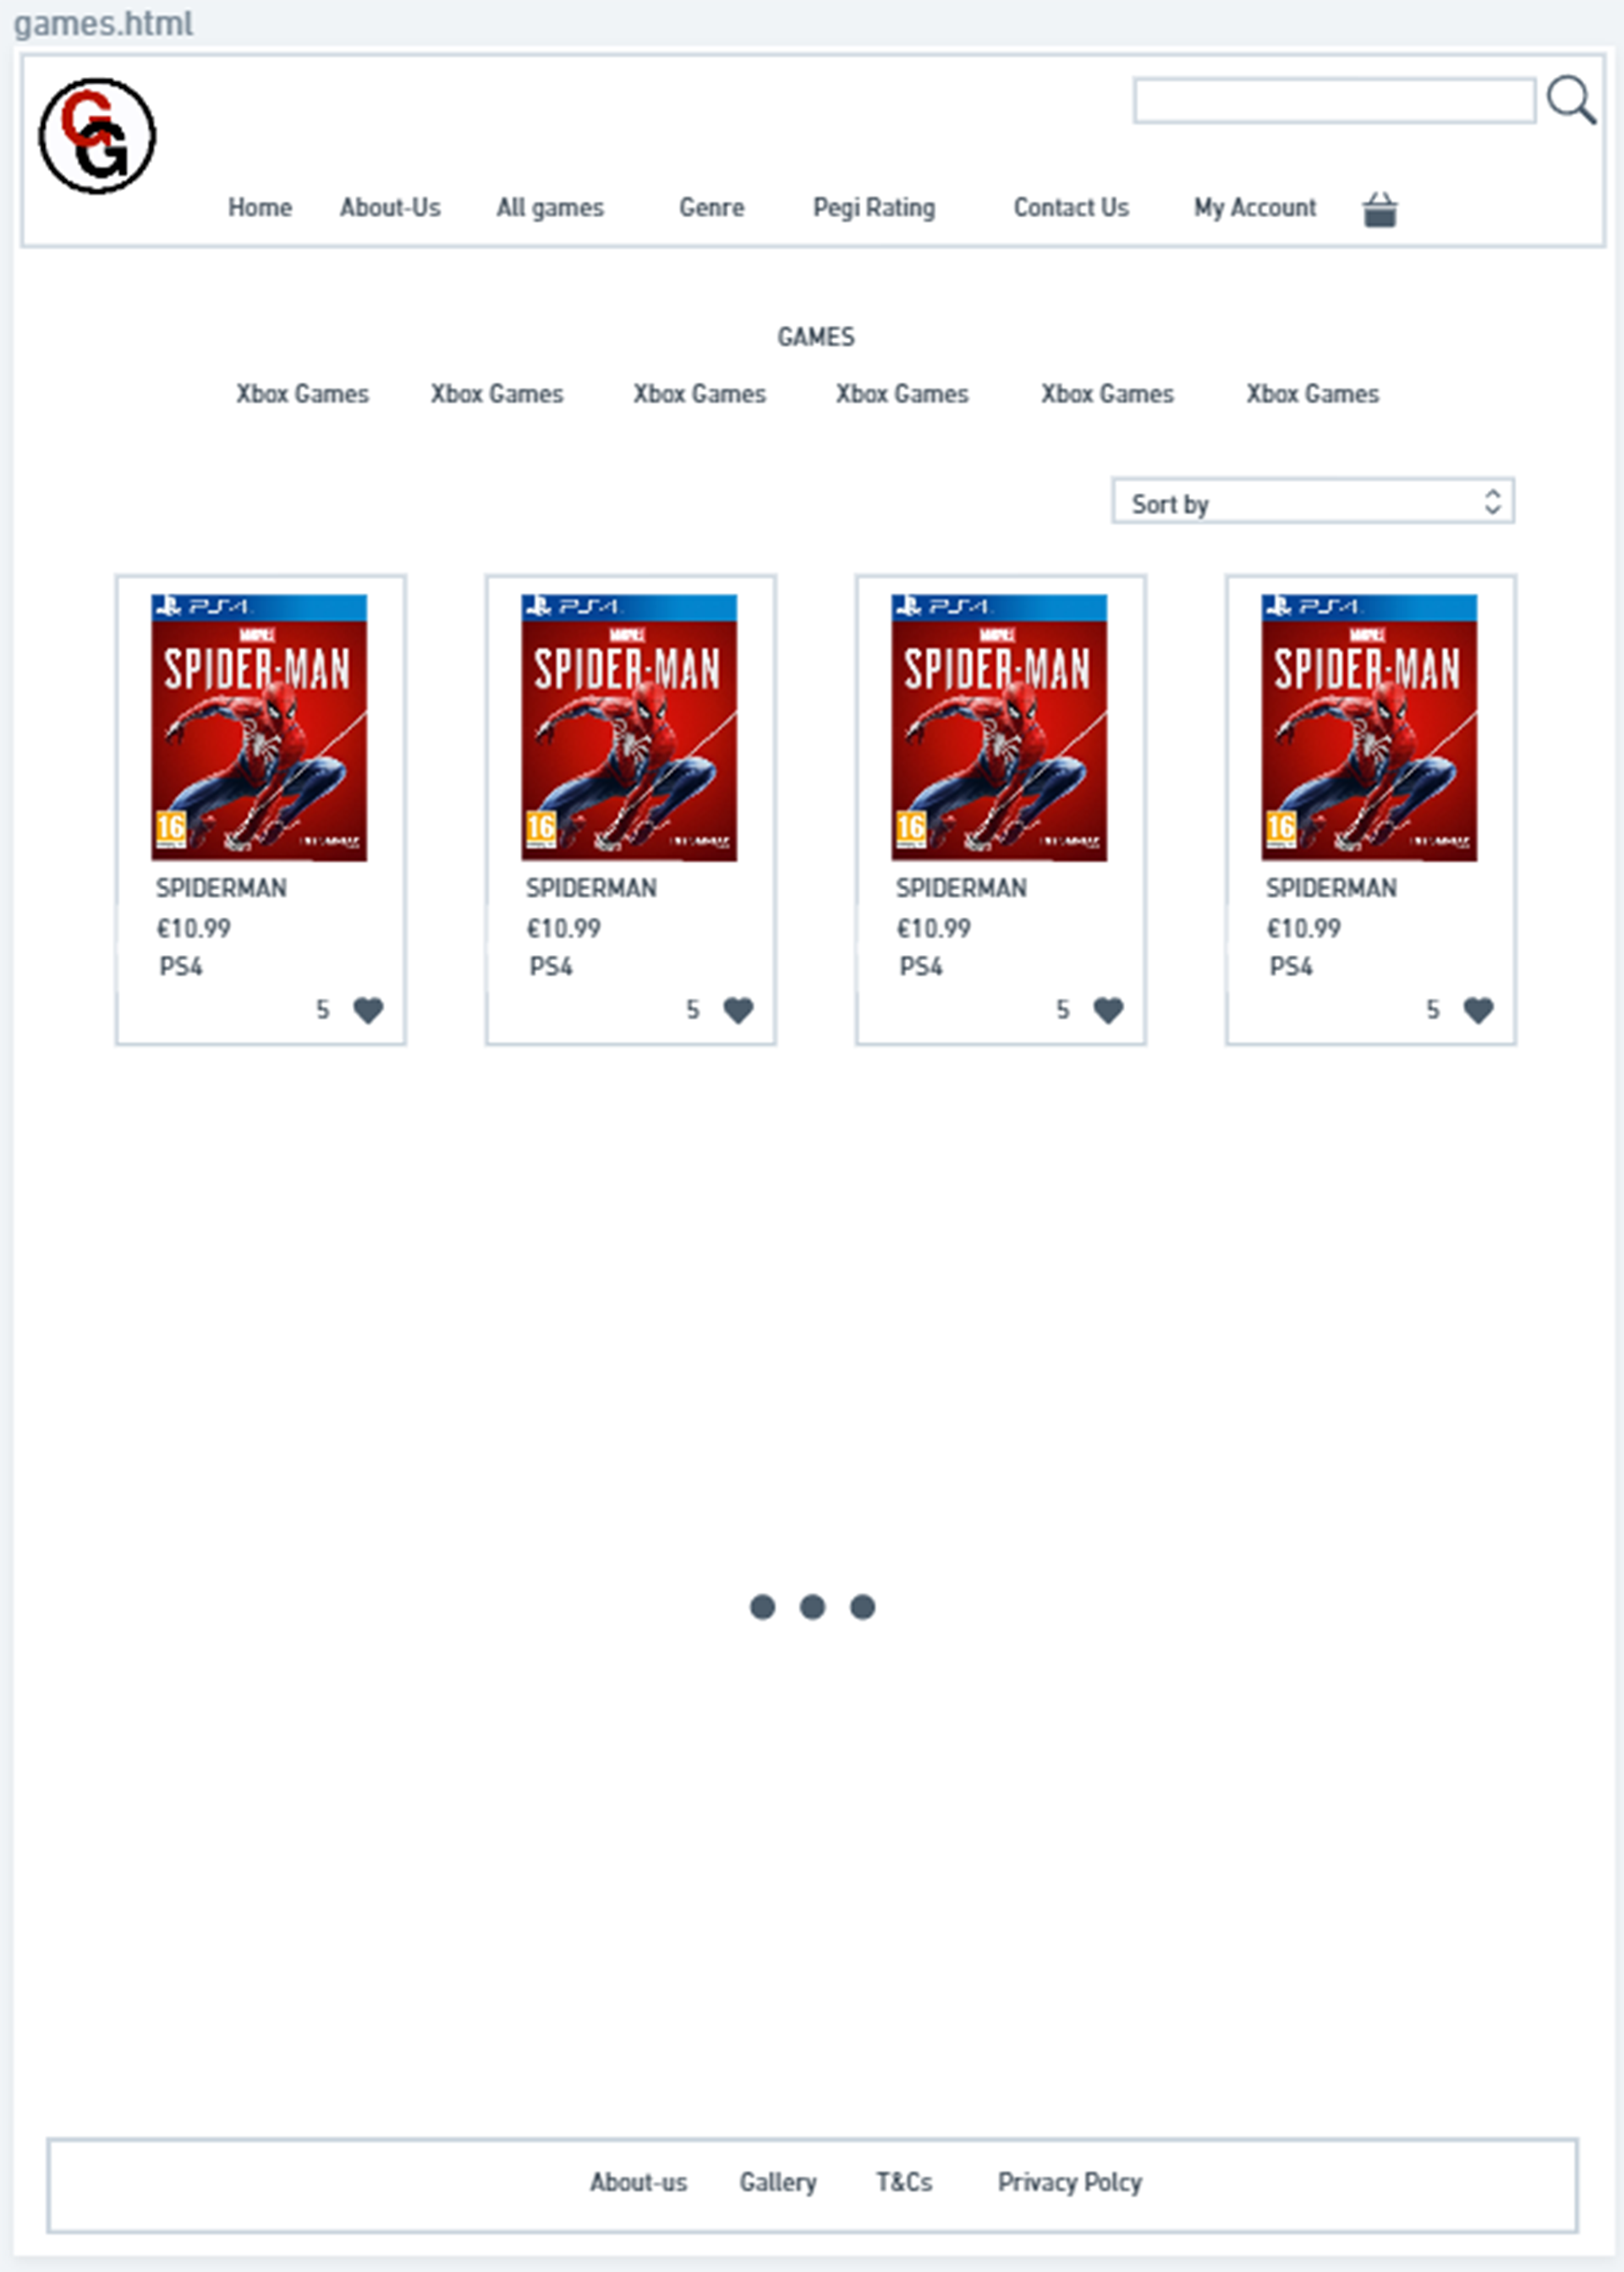 games.html
G
G
Home About-Us All games Genre Pegi Rating Contact Us My Account
GAMES
Xbox Games Xbox Games Xbox Games Xbox Games Xbox Games Xbox Games
Sort by
PS4 PS4 PS4 PS4
MARVEL MARVEL MARVEL MARVEL
SPIDER-MAN SPIDER-MAN SPIDER-MAN SPIDER-MAN
16 16 16 16
SPIDERMAN SPIDERMAN SPIDERMAN SPIDERMAN
€10.99 €10.99 €10.99 €10.99
PS4 PS4 PS4 PS4
5 5 5 5
About-us Gallery T&Cs Privacy Polcy